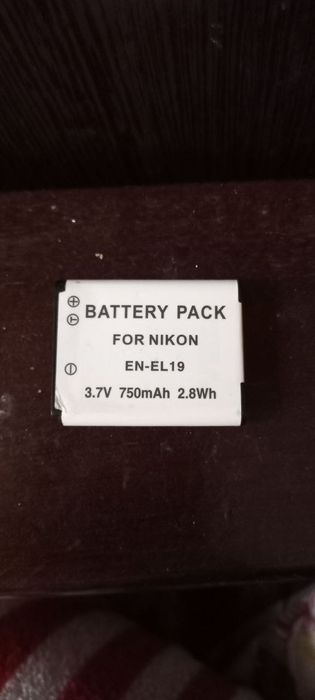 BATTERY PACK
FOR NIKON
EN-EL19
3.7V 750mAh 2.8Wh